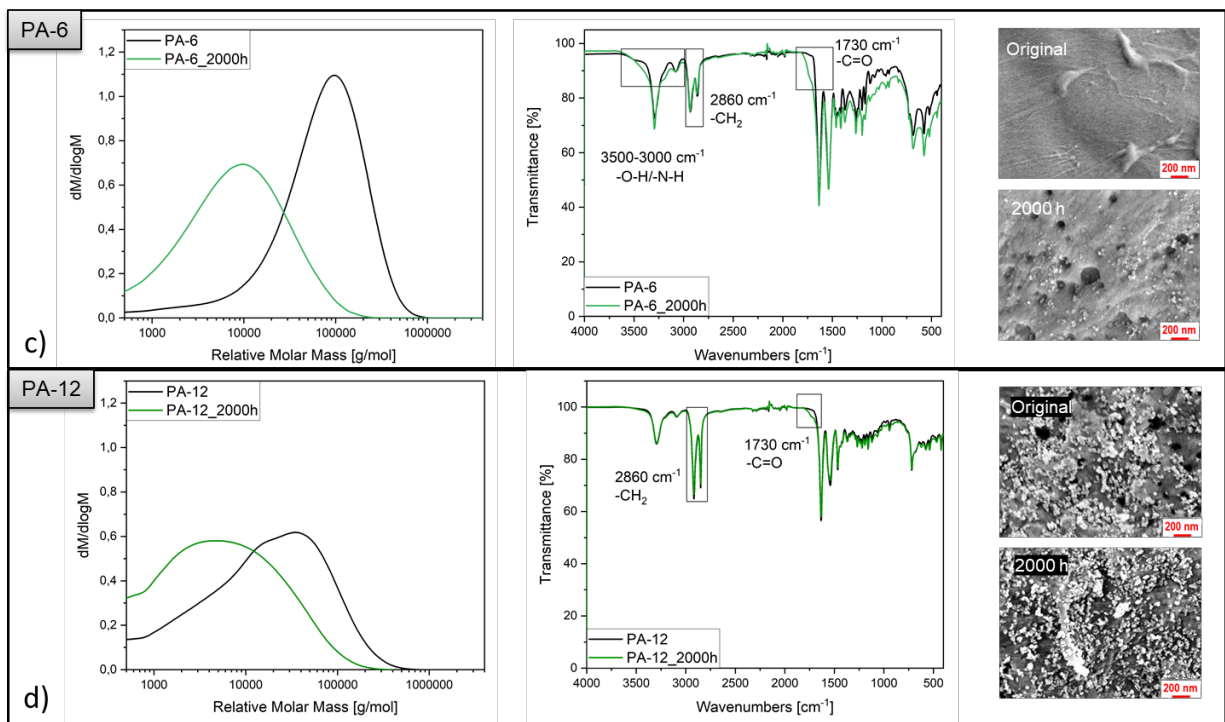 PA-6
PA-6
PA-6_2000h
dM/dlogM
1,2
1,0
0,8
0,6
0,4
0,2
0,0
1000
10000
100000
1000000
Relative Molar Mass [g/mol]
c)
Transmittance [%]
100
80
60
40
20
0
1730 cm⁻¹
-C=O
2860 cm⁻¹
-CH₂
3500-3000 cm⁻¹
-O-H/-N-H
PA-6
PA-6_2000h
4000 3500 3000 2500 2000 1500 1000 500
Wavenumbers [cm⁻¹]
Original
200 nm
2000 h
200 nm
PA-12
PA-12
PA-12_2000h
dM/dlogM
1,2
1,0
0,8
0,6
0,4
0,2
0,0
1000
10000
100000
1000000
Relative Molar Mass [g/mol]
d)
Transmittance [%]
100
80
60
40
20
0
1730 cm⁻¹
-C=O
2860 cm⁻¹
-CH₂
PA-12
PA-12_2000h
4000 3500 3000 2500 2000 1500 1000 500
Wavenumbers [cm⁻¹]
Original
200 nm
2000 h
200 nm